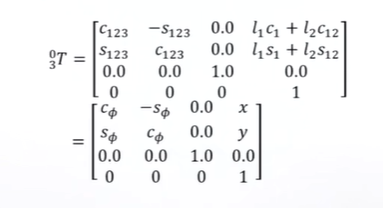 ⁰₃T = [c₁₂₃ −s₁₂₃ 0.0 l₁c₁ + l₂c₁₂
s₁₂₃ c₁₂₃ 0.0 l₁s₁ + l₂s₁₂
0.0 0.0 1.0 0.0
0 0 0 1]
= [c_ϕ −s_ϕ 0.0 x
s_ϕ c_ϕ 0.0 y
0.0 0.0 1.0 0.0
0 0 0 1]